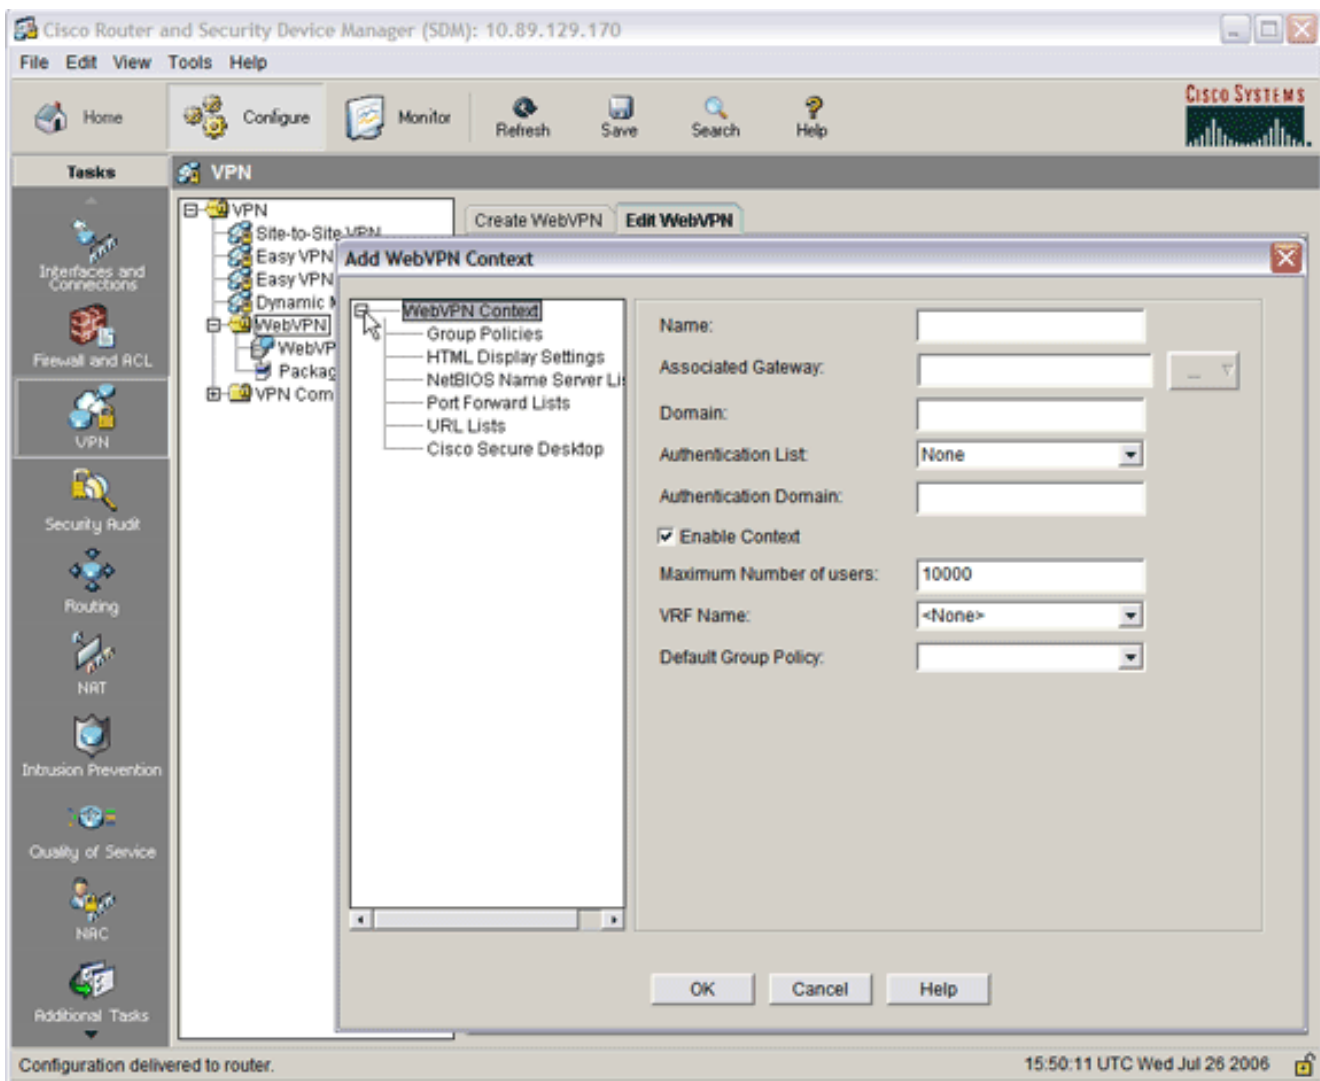 Cisco Router and Security Device Manager (SDM): 10.89.129.170
File Edit View Tools Help
Home
Configure
Monitor
Refresh
Save
Search
Help
CISCO SYSTEMS
Tasks
VPN
Interfaces and
Connections
Firewall and ACL
VPN
Security Audit
Routing
NAT
Intrusion Prevention
Quality of Service
NAC
Additional Tasks
VPN
Site-to-Site VPN
Easy VPN
Easy VPN
Dynamic M
WebVPN
WebVP
Packag
VPN Com
Create WebVPN
Edit WebVPN
Add WebVPN Context
WebVPN Context
Group Policies
HTML Display Settings
NetBIOS Name Server Li
Port Forward Lists
URL Lists
Cisco Secure Desktop
Name:
Associated Gateway:
...
Domain:
Authentication List: None
Authentication Domain:
Enable Context
Maximum Number of users: 10000
VRF Name: <None>
Default Group Policy:
OK
Cancel
Help
Configuration delivered to router.
15:50:11 UTC Wed Jul 26 2006